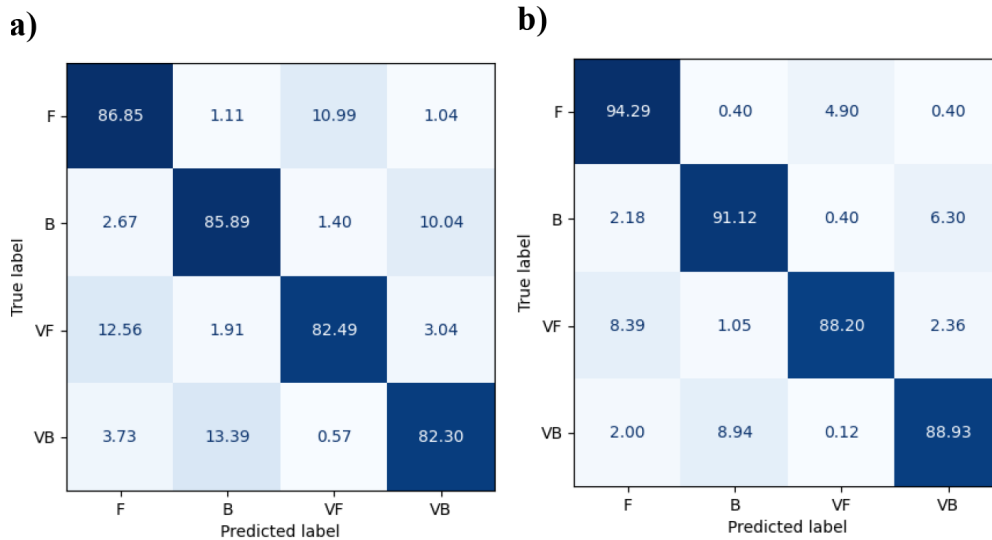 a)
F 86.85 1.11 10.99 1.04
B 2.67 85.89 1.40 10.04
VF 12.56 1.91 82.49 3.04
VB 3.73 13.39 0.57 82.30
F B VF VB
Predicted label
True label
b)
F 94.29 0.40 4.90 0.40
B 2.18 91.12 0.40 6.30
VF 8.39 1.05 88.20 2.36
VB 2.00 8.94 0.12 88.93
F B VF VB
Predicted label
True label